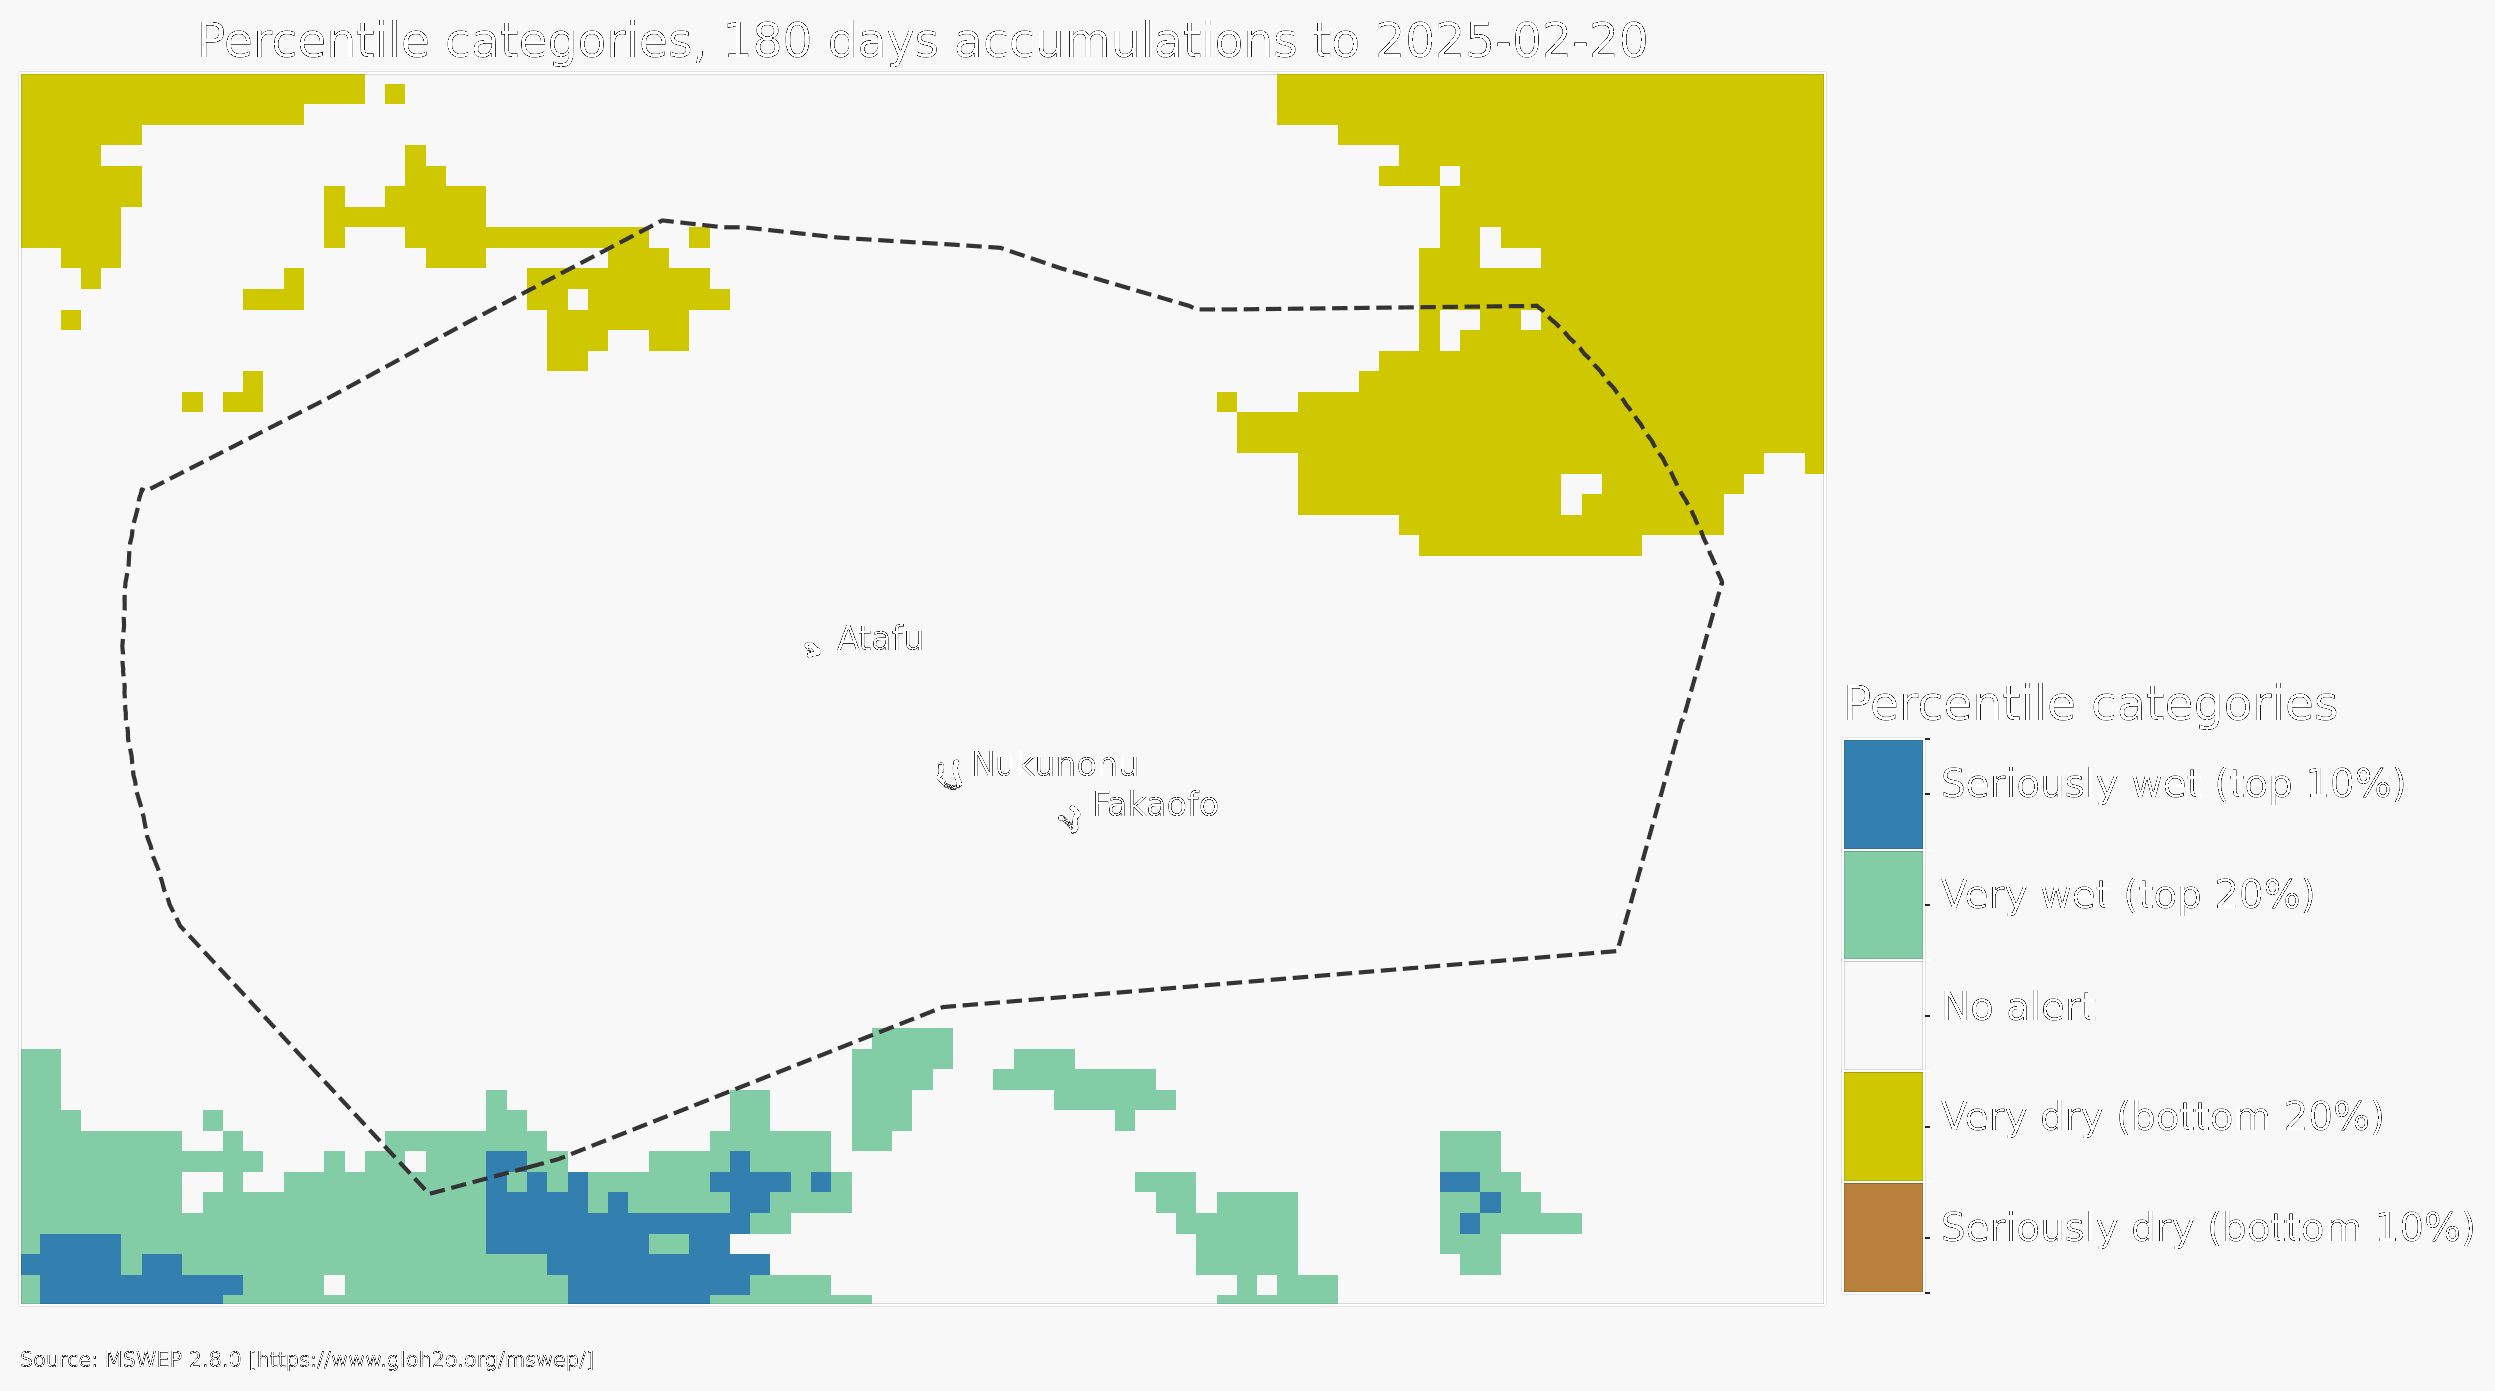 Percentile categories, 180 days accumulations to 2025-02-20
Atafu
Nukunonu
Fakaofo
Percentile categories
Seriously wet (top 10%)
Very wet (top 20%)
No alert
Very dry (bottom 20%)
Seriously dry (bottom 10%)
Source: MSWEP 2.8.0 [https://www.gloh2o.org/mswep/]